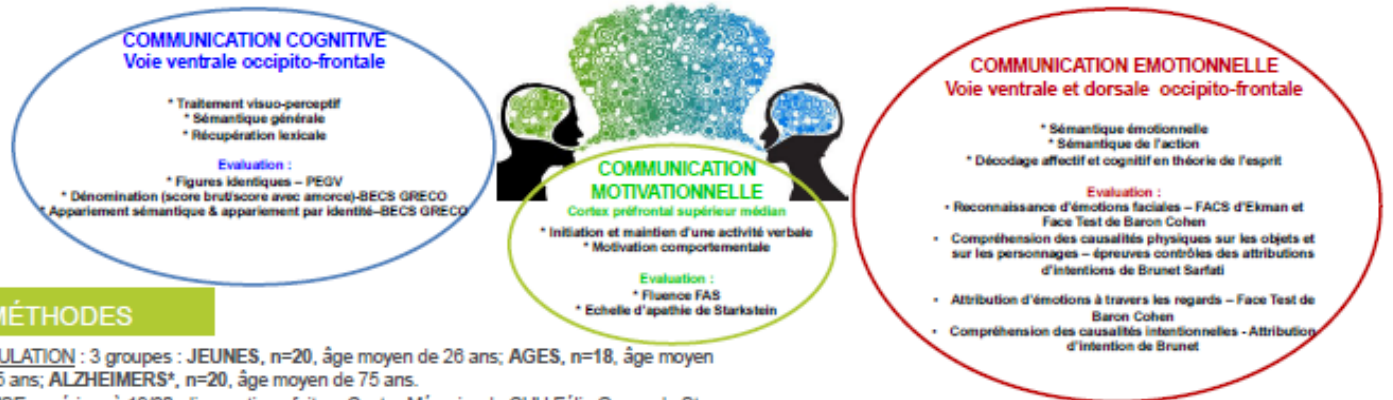 COMMUNICATION COGNITIVE
Voie ventrale occipito-frontale
* Traitement visuo-perceptif
* Sémantique générale
* Récupération lexicale
Evaluation :
* Figures identiques – PEGV
* Dénomination (score brut/score avec amorce)-BECS GRECO
* Appariement sémantique & appariement par identité–BECS GRECO
COMMUNICATION
MOTIVATIONNELLE
Cortex préfrontal supérieur médian
* Initiation et maintien d'une activité verbale
* Motivation comportementale
Evaluation :
* Fluence FAS
* Echelle d'apathie de Starkstein
COMMUNICATION EMOTIONNELLE
Voie ventrale et dorsale occipito-frontale
* Sémantique émotionnelle
* Sémantique de l'action
* Décodage affectif et cognitif en théorie de l'esprit
Evaluation :
• Reconnaissance d'émotions faciales – FACS d'Ekman et
Face Test de Baron Cohen
• Compréhension des causalités physiques sur les objets et
sur les personnages – épreuves contrôles des attributions
d'intentions de Brunet Sarfati
• Attribution d'émotions à travers les regards – Face Test de
Baron Cohen
• Compréhension des causalités intentionnelles - Attribution
d'intention de Brunet
MÉTHODES
ULATION : 3 groupes : JEUNES, n=20, âge moyen de 26 ans; AGES, n=18, âge moyen
5 ans; ALZHEIMERS*, n=20, âge moyen de 75 ans.